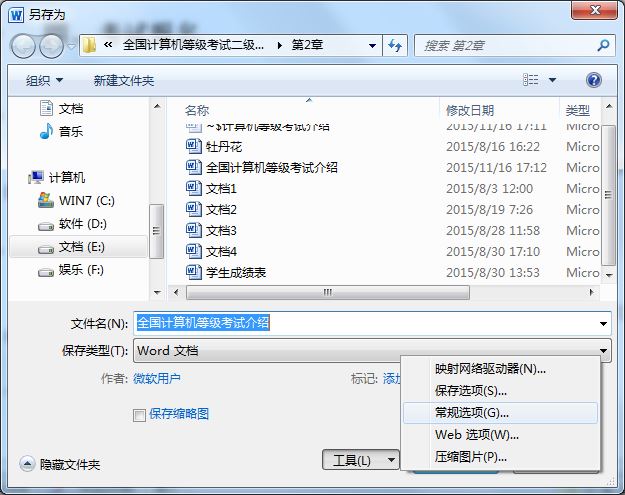 另存为
« 全国计算机等级考试二级... ▸ 第2章
搜索 第2章
组织 新建文件夹
名称 修改日期 类型
文档
音乐
计算机
WIN7 (C:)
软件 (D:)
文档 (E:)
娱乐 (F:)
~$计算机等级考试介绍 2015/11/16 17:11 Micro
牡丹花 2015/8/16 16:22 Micro
全国计算机等级考试介绍 2015/11/16 17:12 Micro
文档1 2015/8/3 12:00 Micro
文档2 2015/8/19 7:26 Micro
文档3 2015/8/28 11:58 Micro
文档4 2015/8/30 17:10 Micro
学生成绩表 2015/8/30 13:53 Micro
文件名(N): 全国计算机等级考试介绍
保存类型(T): Word 文档
作者: 微软用户 标记: 添加
保存缩略图
映射网络驱动器(N)...
保存选项(S)...
常规选项(G)...
Web 选项(W)...
压缩图片(P)...
隐藏文件夹 工具(L)